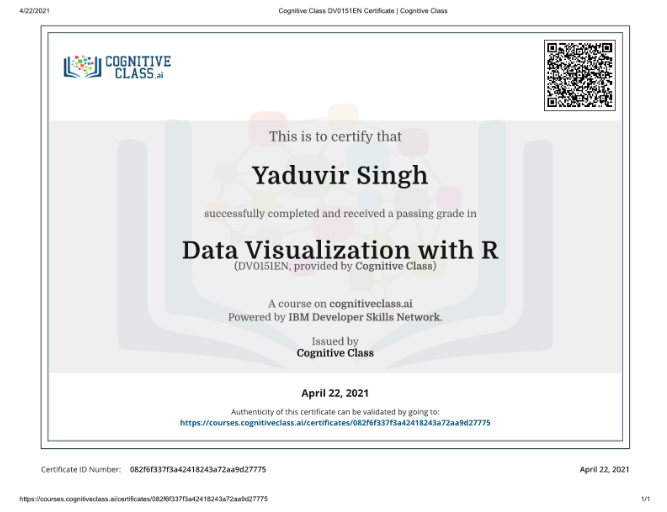 4/22/2021
Cognitive Class DV0151EN Certificate | Cognitive Class
COGNITIVE
CLASS.ai
This is to certify that
Yaduvir Singh
successfully completed and received a passing grade in
Data Visualization with R
(DV0151EN, provided by Cognitive Class)
A course on cognitiveclass.ai
Powered by IBM Developer Skills Network.
Issued by
Cognitive Class
April 22, 2021
Authenticity of this certificate can be validated by going to:
https://courses.cognitiveclass.ai/certificates/082f6f337f3a42418243a72aa9d27775
Certificate ID Number: 082f6f337f3a42418243a72aa9d27775
April 22, 2021
https://courses.cognitiveclass.ai/certificates/082f6f337f3a42418243a72aa9d27775
1/1